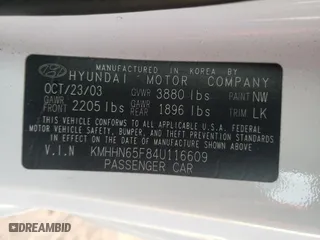 MANUFACTURED IN KOREA BY
HYUNDAI MOTOR COMPANY
OCT/23/03 GVWR 3880 lbs PAINT NW
GAWR FRONT 2205 lbs GAWR REAR 1896 lbs TRIM LK
THIS VEHICLE CONFORMS TO ALL APPLICABLE FEDERAL
MOTOR VEHICLE SAFETY, BUMPER, AND THEFT PREVENTION
STANDARDS IN EFFECT ON THE DATE OF MANUFACTURE
SHOWN ABOVE.
V.I.N KMHHN65F84U116609
PASSENGER CAR